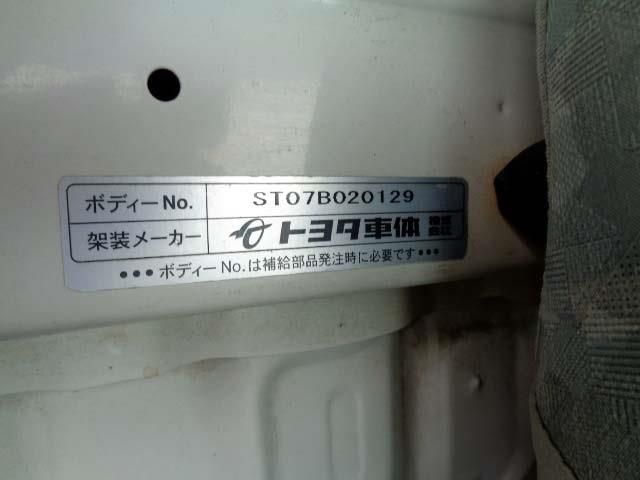 ボディーNo. ST07B020129
架装メーカー トヨタ車体 株式会社
•••ボディーNo.は補給部品発注時に必要です•••